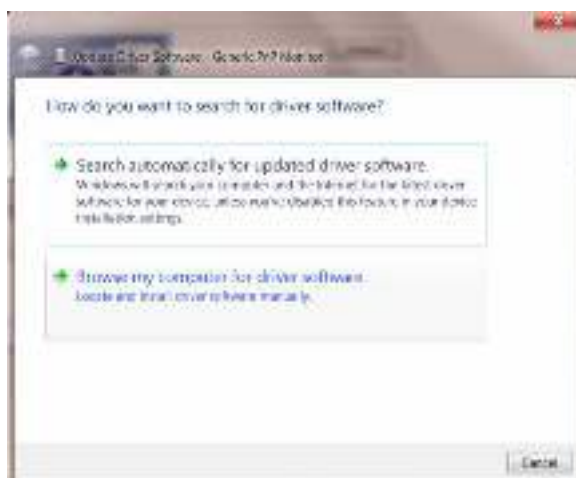 Update Driver Software - Generic PnP Monitor
How do you want to search for driver software?
Search automatically for updated driver software
Windows will search your computer and the Internet for the latest driver
software for your device, unless you've disabled this feature in your device
installation settings.
Browse my computer for driver software
Locate and install driver software manually.
Cancel